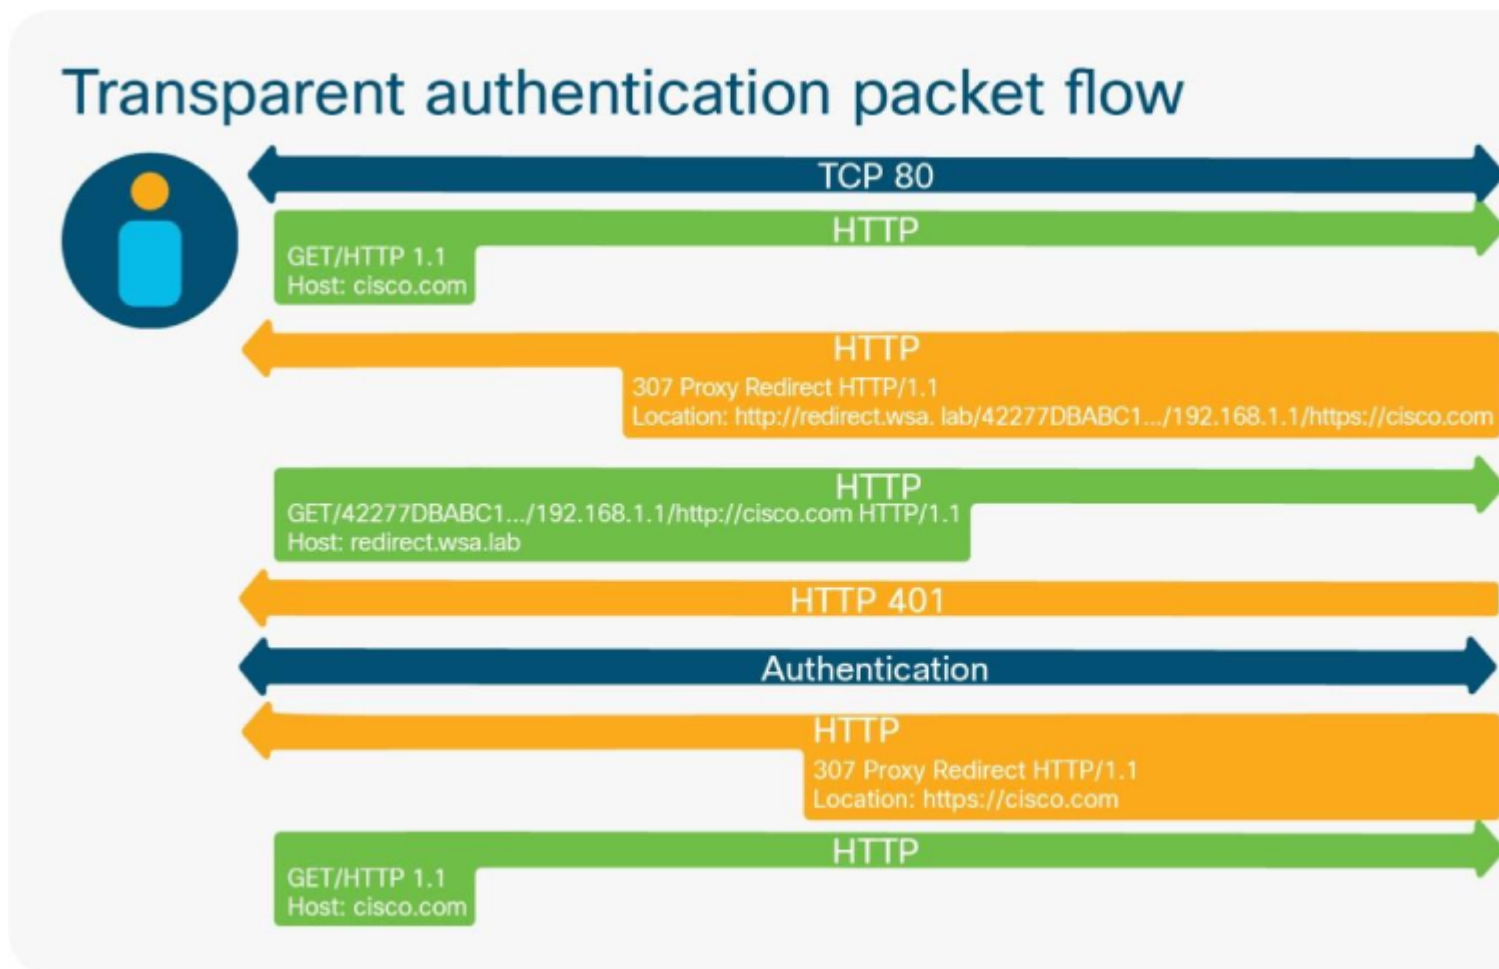 Transparent authentication packet flow
TCP 80
HTTP
GET/HTTP 1.1
Host: cisco.com
HTTP
307 Proxy Redirect HTTP/1.1
Location: http://redirect.wsa. lab/42277DBABC1.../192.168.1.1/https://cisco.com
HTTP
GET/42277DBABC1.../192.168.1.1/http://cisco.com HTTP/1.1
Host: redirect.wsa.lab
HTTP 401
Authentication
HTTP
307 Proxy Redirect HTTP/1.1
Location: https://cisco.com
HTTP
GET/HTTP 1.1
Host: cisco.com